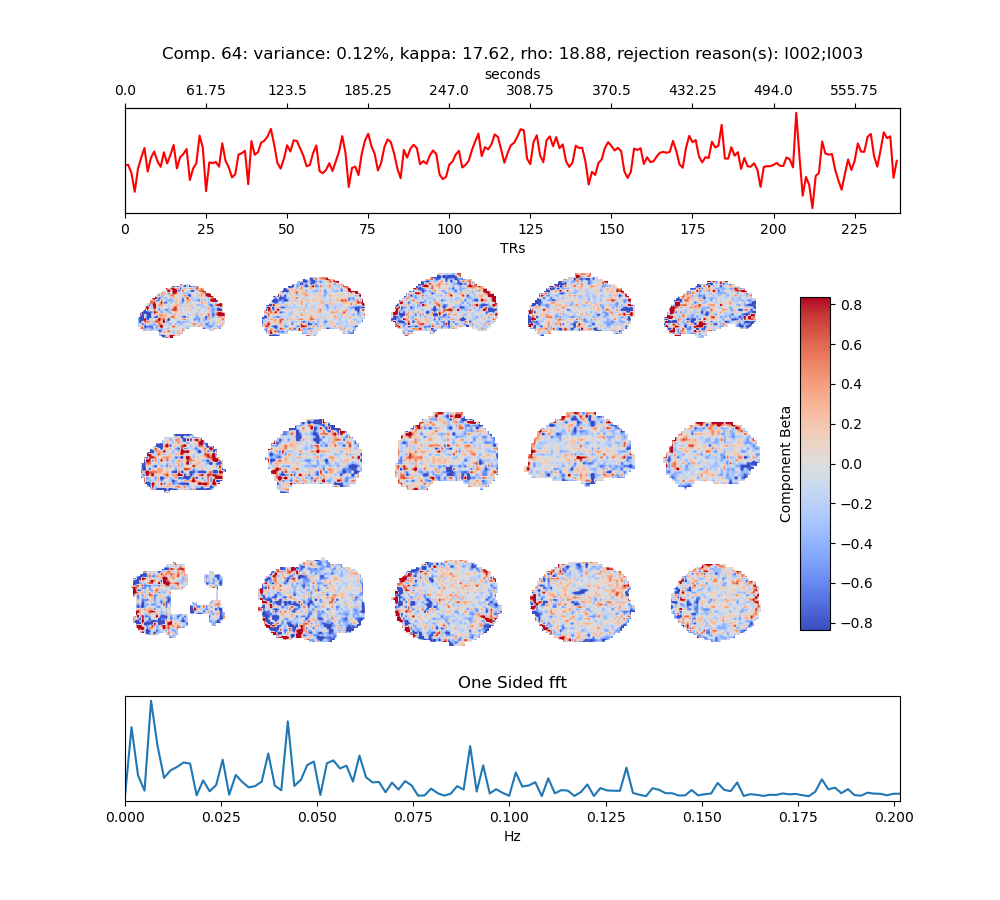 Comp. 64: variance: 0.12%, kappa: 17.62, rho: 18.88, rejection reason(s): I002;I003
seconds
0.0 61.75 123.5 185.25 247.0 308.75 370.5 432.25 494.0 555.75
0 25 50 75 100 125 150 175 200 225
TRs
0.8
0.6
0.4
0.2
0.0
−0.2
−0.4
−0.6
−0.8
Component Beta
One Sided fft
0.000 0.025 0.050 0.075 0.100 0.125 0.150 0.175 0.200
Hz